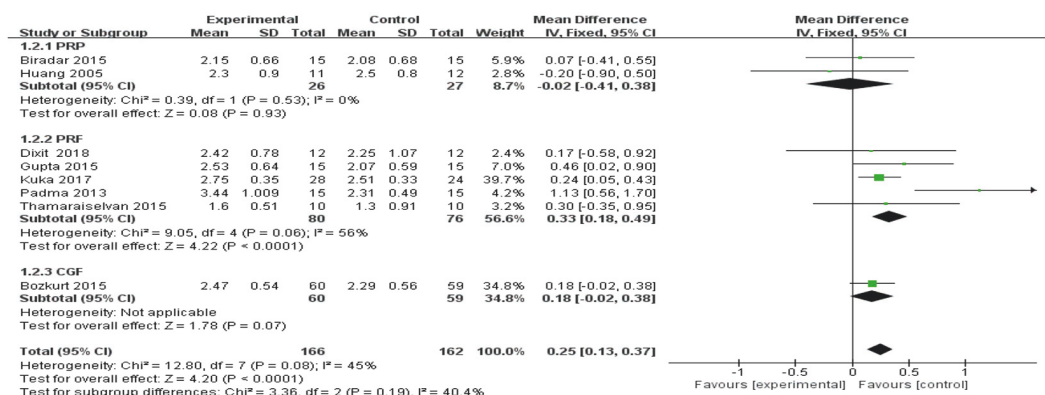 Experimental Control Mean Difference Mean Difference
Study or Subgroup Mean SD Total Mean SD Total Weight IV, Fixed, 95% CI IV, Fixed, 95% CI
1.2.1 PRP
Biradar 2015 2.15 0.66 15 2.08 0.68 15 5.9% 0.07 [-0.41, 0.55]
Huang 2005 2.3 0.9 11 2.5 0.8 12 2.8% -0.20 [-0.90, 0.50]
Subtotal (95% CI) 26 27 8.7% -0.02 [-0.41, 0.38]
Heterogeneity: Chi² = 0.39, df = 1 (P = 0.53); I² = 0%
Test for overall effect: Z = 0.08 (P = 0.93)
1.2.2 PRF
Dixit 2018 2.42 0.78 12 2.25 1.07 12 2.4% 0.17 [-0.58, 0.92]
Gupta 2015 2.53 0.64 15 2.07 0.59 15 7.0% 0.46 [0.02, 0.90]
Kuka 2017 2.75 0.35 28 2.51 0.33 24 39.7% 0.24 [0.05, 0.43]
Padma 2013 3.44 1.009 15 2.31 0.49 15 4.2% 1.13 [0.56, 1.70]
Thamaraiselvan 2015 1.6 0.51 10 1.3 0.91 10 3.2% 0.30 [-0.35, 0.95]
Subtotal (95% CI) 80 76 56.6% 0.33 [0.18, 0.49]
Heterogeneity: Chi² = 9.05, df = 4 (P = 0.06); I² = 56%
Test for overall effect: Z = 4.22 (P < 0.0001)
1.2.3 CGF
Bozkurt 2015 2.47 0.54 60 2.29 0.56 59 34.8% 0.18 [-0.02, 0.38]
Subtotal (95% CI) 60 59 34.8% 0.18 [-0.02, 0.38]
Heterogeneity: Not applicable
Test for overall effect: Z = 1.78 (P = 0.07)
Total (95% CI) 166 162 100.0% 0.25 [0.13, 0.37]
Heterogeneity: Chi² = 12.80, df = 7 (P = 0.08); I² = 45%
Test for overall effect: Z = 4.20 (P < 0.0001)
Test for subgroup differences: Chi² = 3.36, df = 2 (P = 0.19), I² = 40.4%
-1 -0.5 0 0.5 1
Favours [experimental] Favours [control]